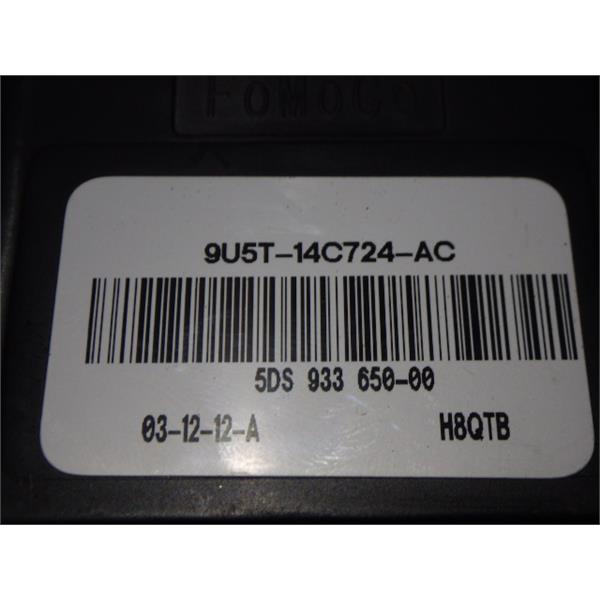 FoMoCo
9U5T-14C724-AC
5DS 933 650-00
03-12-12-A H8QTB